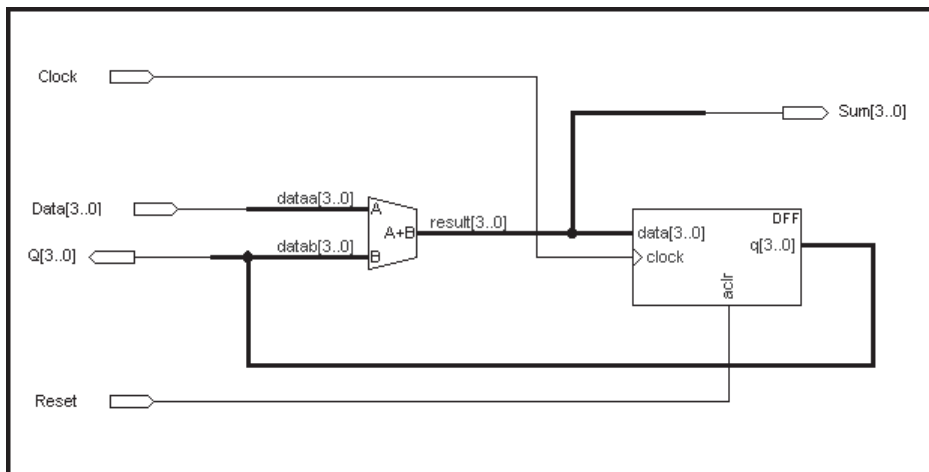 Clock
Sum[3..0]
Data[3..0]
dataa[3..0]
A
A+B
result[3..0]
DFF
data[3..0]
q[3..0]
Q[3..0]
datab[3..0]
B
clock
aclr
Reset